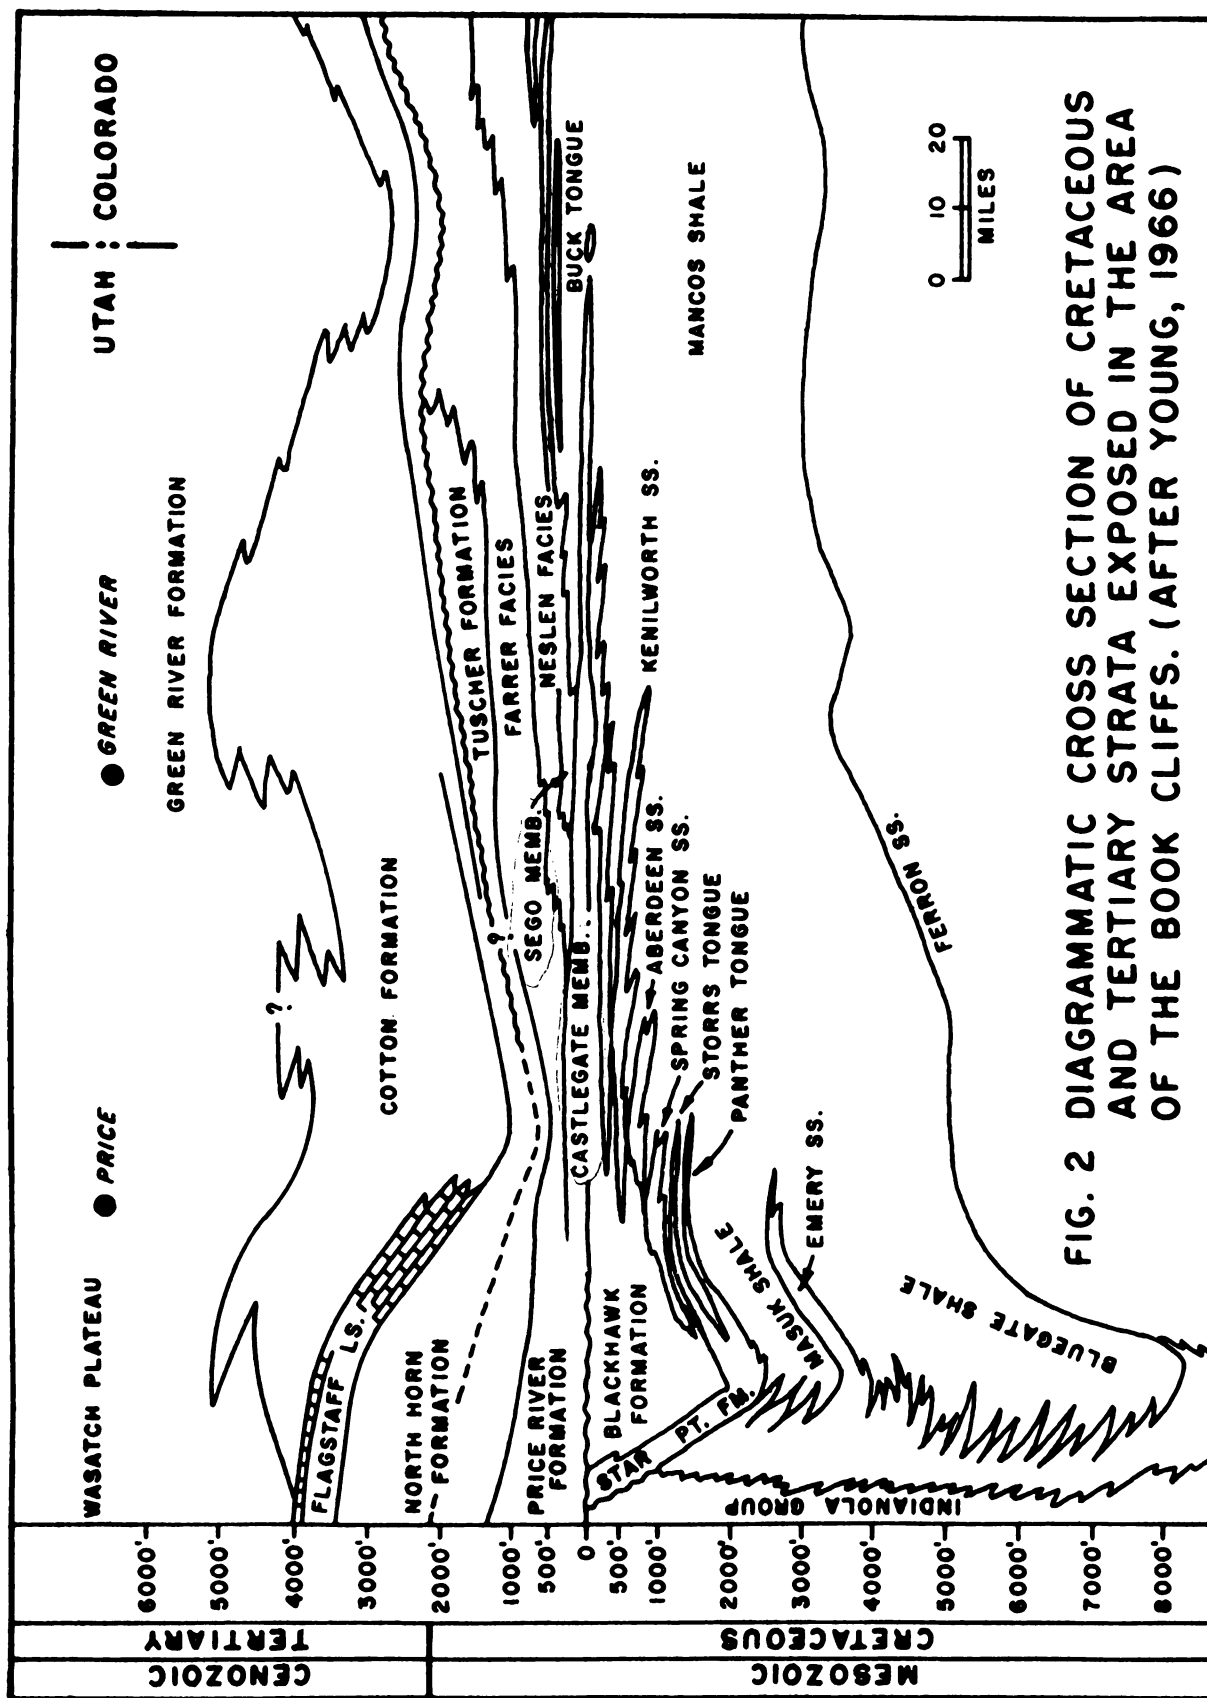 WASATCH PLATEAU
PRICE
GREEN RIVER
UTAH
COLORADO
GREEN RIVER FORMATION
COTTON FORMATION
?
FLAGSTAFF LS.
NORTH HORN
FORMATION
PRICE RIVER
FORMATION
TUSCHER FORMATION
FARRER FACIES
NESLEN FACIES
?
SEGO MEMB.
CASTLEGATE MEMB.
BUCK TONGUE
BLACKHAWK
FORMATION
STAR PT. FM.
KENILWORTH SS.
ABERDEEN SS.
SPRING CANYON SS.
STORRS TONGUE
PANTHER TONGUE
MANCOS SHALE
MASUK SHALE
EMERY SS.
BLUEGATE SHALE
FERRON SS.
INDIANOLA GROUP
0 10 20
MILES
6000'
5000'
4000'
3000'
2000'
1000'
500'
0
500'
1000'
2000'
3000'
4000'
5000'
6000'
7000'
8000'
TERTIARY
CENOZOIC
CRETACEOUS
MESOZOIC
FIG. 2 DIAGRAMMATIC CROSS SECTION OF CRETACEOUS
AND TERTIARY STRATA EXPOSED IN THE AREA
OF THE BOOK CLIFFS. (AFTER YOUNG, 1966)